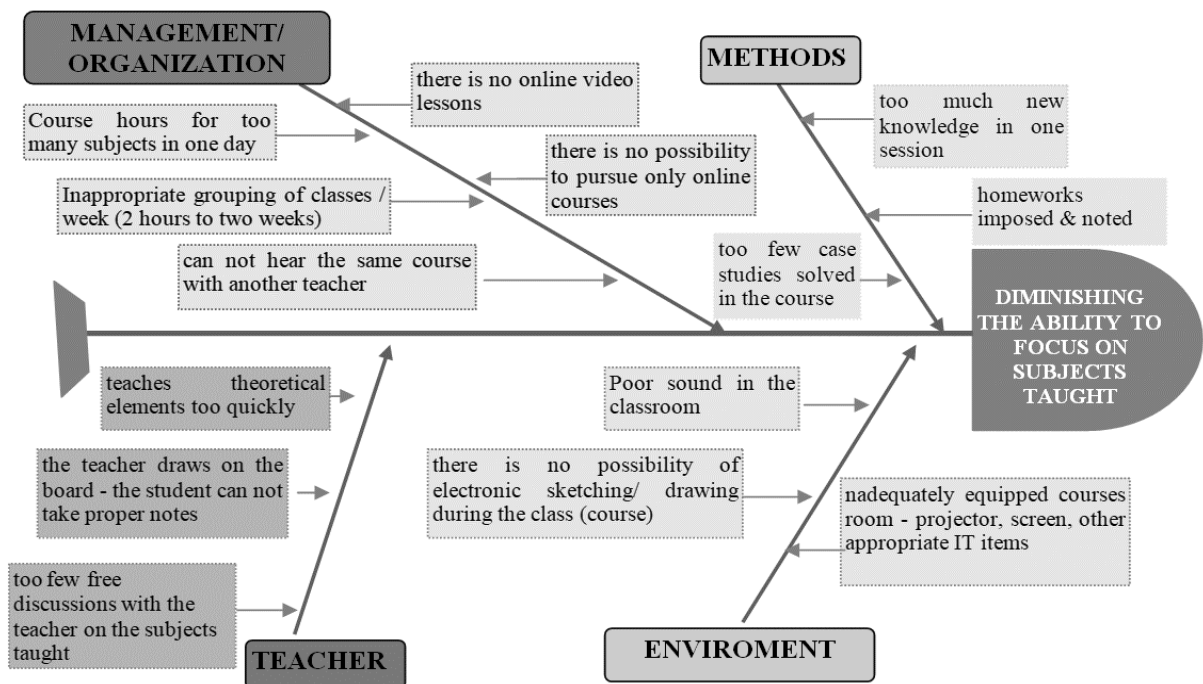 MANAGEMENT/
ORGANIZATION
there is no online video
lessons
Course hours for too
many subjects in one day
there is no possibility
to pursue only online
courses
Inappropriate grouping of classes /
week (2 hours to two weeks)
can not hear the same course
with another teacher
METHODS
too much new
knowledge in one
session
homeworks
imposed & noted
too few case
studies solved
in the course
DIMINISHING
THE ABILITY TO
FOCUS ON
SUBJECTS
TAUGHT
teaches theoretical
elements too quickly
the teacher draws on the
board - the student can not
take proper notes
too few free
discussions with the
teacher on the subjects
taught
TEACHER
Poor sound in the
classroom
there is no possibility of
electronic sketching/ drawing
during the class (course)
nadequately equipped courses
room - projector, screen, other
appropriate IT items
ENVIROMENT